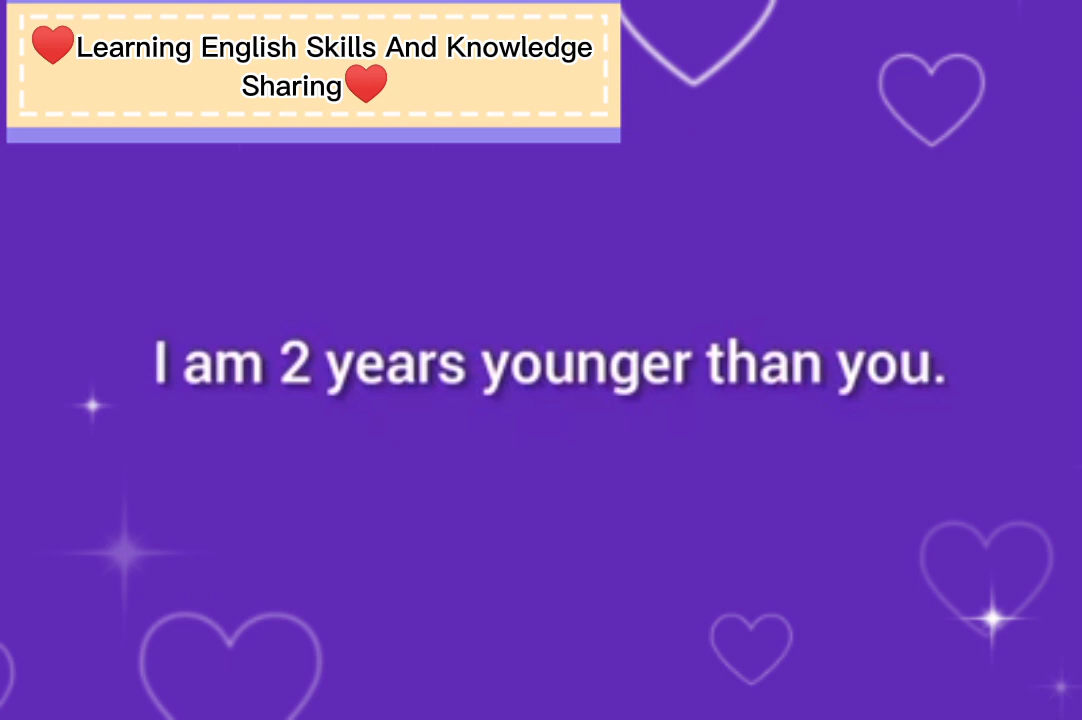 ❤️Learning English Skills And Knowledge
Sharing❤️
I am 2 years younger than you.